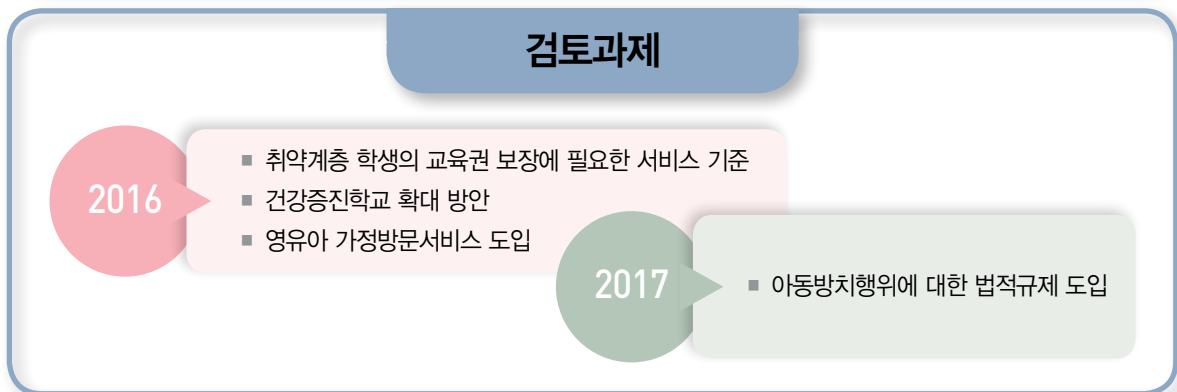 검토과제
2016
■ 취약계층 학생의 교육권 보장에 필요한 서비스 기준
■ 건강증진학교 확대 방안
■ 영유아 가정방문서비스 도입
2017
■ 아동방치행위에 대한 법적규제 도입